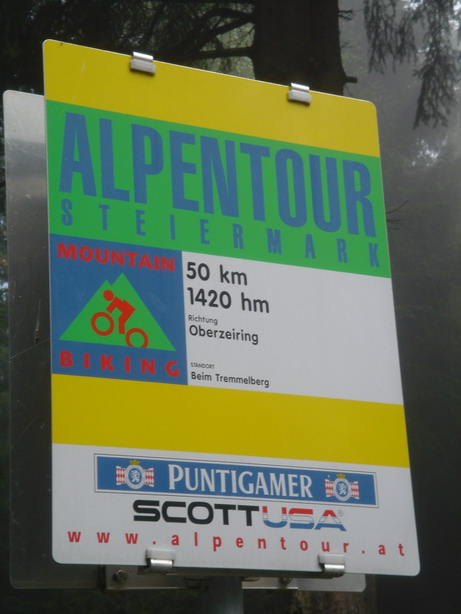 ALPENTOUR
STEIERMARK
MOUNTAIN
BIKING
50 km
1420 hm
Richtung
Oberzeiring
STANDORT
Beim Tremmelberg
PUNTIGAMER
SCOTTUSA
www.alpentour.at